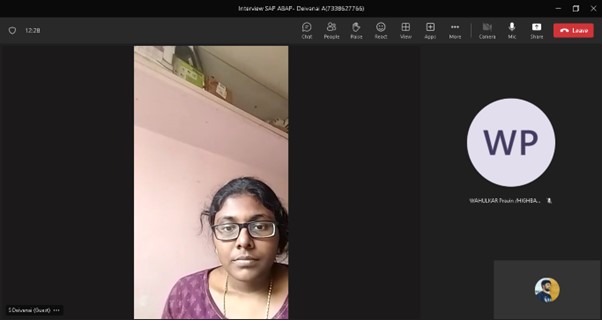 Interview SAP ABAP- Deivanai A(7338627766)
12:28
Chat People Raise React View Apps More Camera Mic Share Leave
WP
WAHULKAR Pravin /HIGHBA...
S Deivanai (Guest)